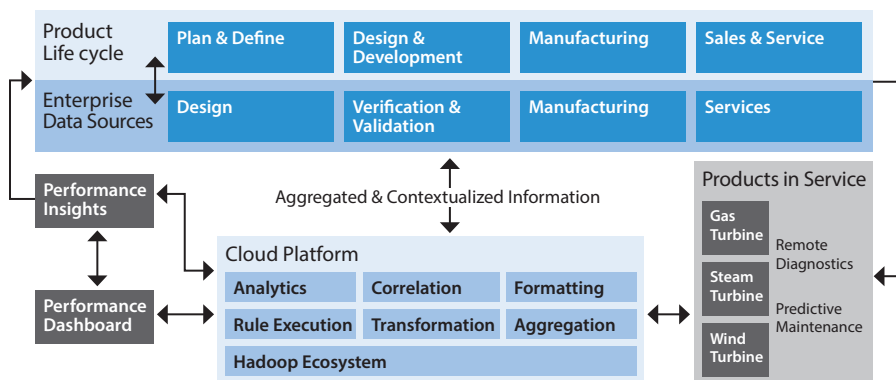 Product
Life cycle
Plan & Define
Design &
Development
Manufacturing
Sales & Service
Enterprise
Data Sources
Design
Verification &
Validation
Manufacturing
Services
Performance
Insights
Aggregated & Contextualized Information
Products in Service
Gas
Turbine
Remote
Diagnostics
Steam
Turbine
Predictive
Maintenance
Wind
Turbine
Cloud Platform
Analytics
Correlation
Formatting
Performance
Dashboard
Rule Execution
Transformation
Aggregation
Hadoop Ecosystem